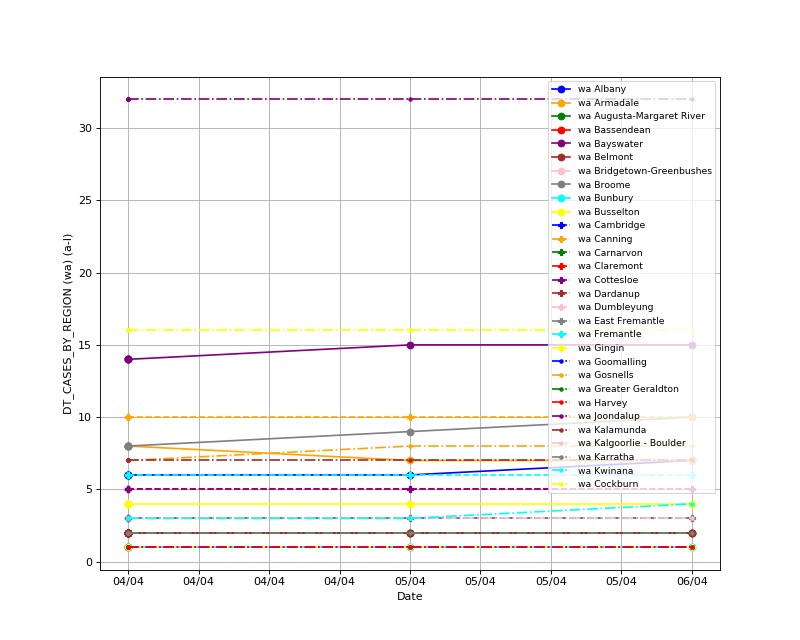 DT_CASES_BY_REGION (wa) (a-l)
30
25
20
15
10
5
0
04/04 04/04 04/04 04/04 05/04 05/04 05/04 05/04 06/04
Date
wa Albany
wa Armadale
wa Augusta-Margaret River
wa Bassendean
wa Bayswater
wa Belmont
wa Bridgetown-Greenbushes
wa Broome
wa Bunbury
wa Busselton
wa Cambridge
wa Canning
wa Carnarvon
wa Claremont
wa Cottesloe
wa Dardanup
wa Dumbleyung
wa East Fremantle
wa Fremantle
wa Gingin
wa Goomalling
wa Gosnells
wa Greater Geraldton
wa Harvey
wa Joondalup
wa Kalamunda
wa Kalgoorlie - Boulder
wa Karratha
wa Kwinana
wa Cockburn